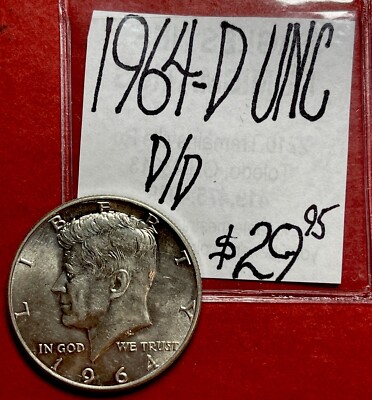 1964-D UNC
D/D
$29.95
LIBERTY
IN GOD WE TRUST
1964